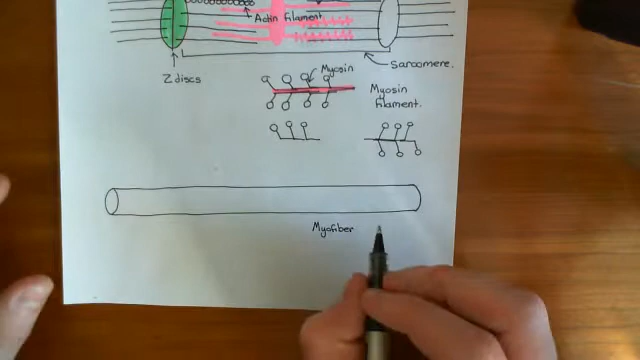 Actin filament
Sarcomere.
Z discs
Myosin
Myosin
filament.
Myofiber